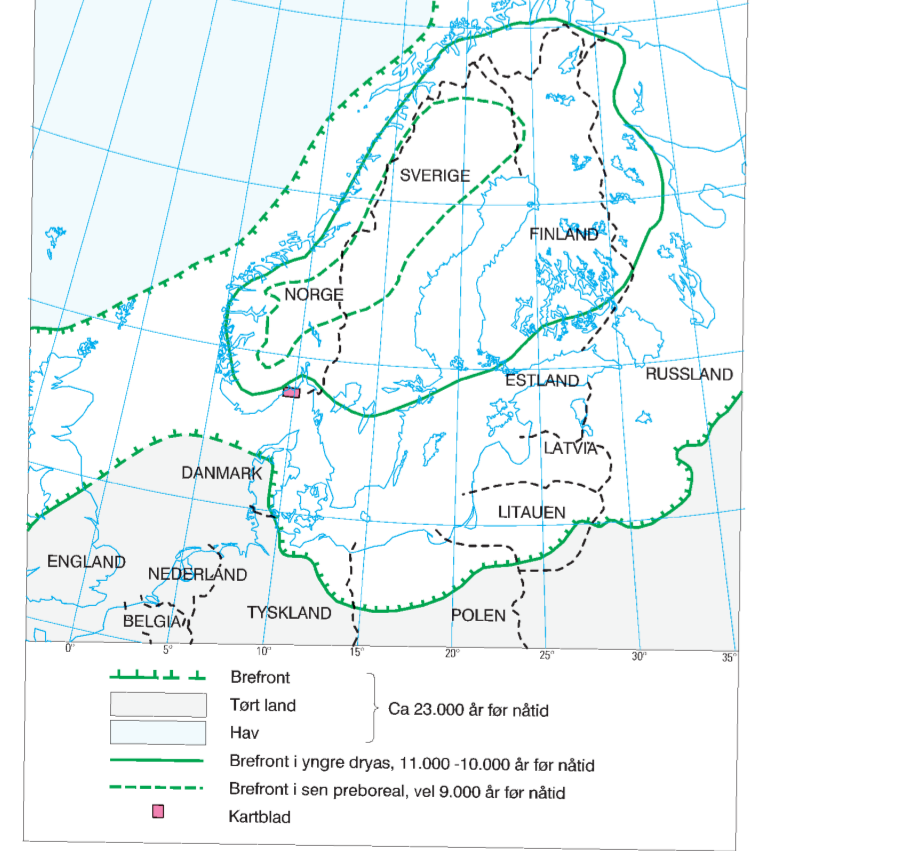 SVERIGE
FINLAND
NORGE
ESTLAND
RUSSLAND
LATVIA
DANMARK
LITAUEN
ENGLAND
NEDERLAND
BELGIA
TYSKLAND
POLEN
0° 5° 10° 15° 20° 25° 30° 35°
Brefront
Tørt land
Ca 23.000 år før nåtid
Hav
Brefront i yngre dryas, 11.000 -10.000 år før nåtid
Brefront i sen preboreal, vel 9.000 år før nåtid
Kartblad